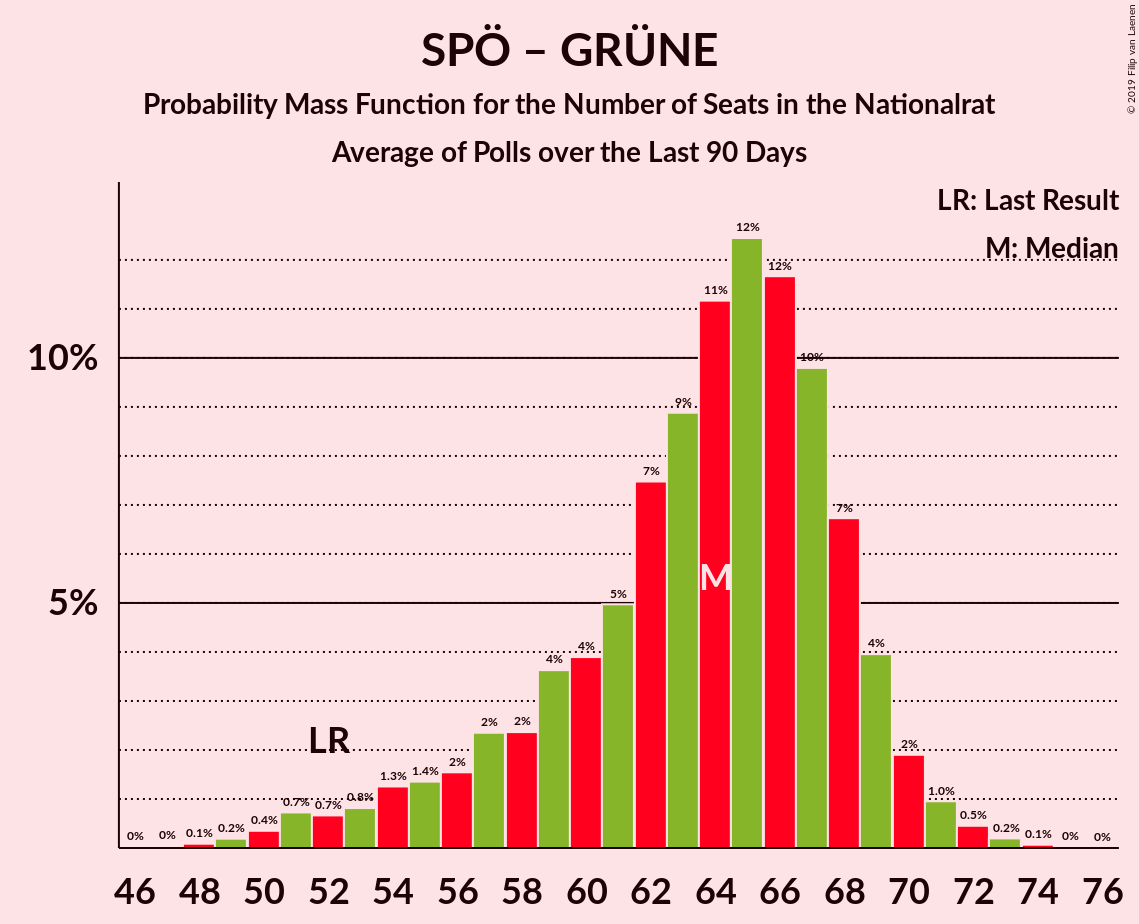 SPÖ – GRÜNE
Probability Mass Function for the Number of Seats in the Nationalrat
Average of Polls over the Last 90 Days
© 2019 Filip van Laenen
LR: Last Result
M: Median
10%
5%
0% 0% 0.1% 0.2% 0.4% 0.7% 0.7% 0.8% 1.3% 1.4% 2% 2% 2% 4% 4% 5% 7% 9% 11% 12% 12% 10% 7% 4% 2% 1.0% 0.5% 0.2% 0.1% 0% 0%
LR
M
46 48 50 52 54 56 58 60 62 64 66 68 70 72 74 76